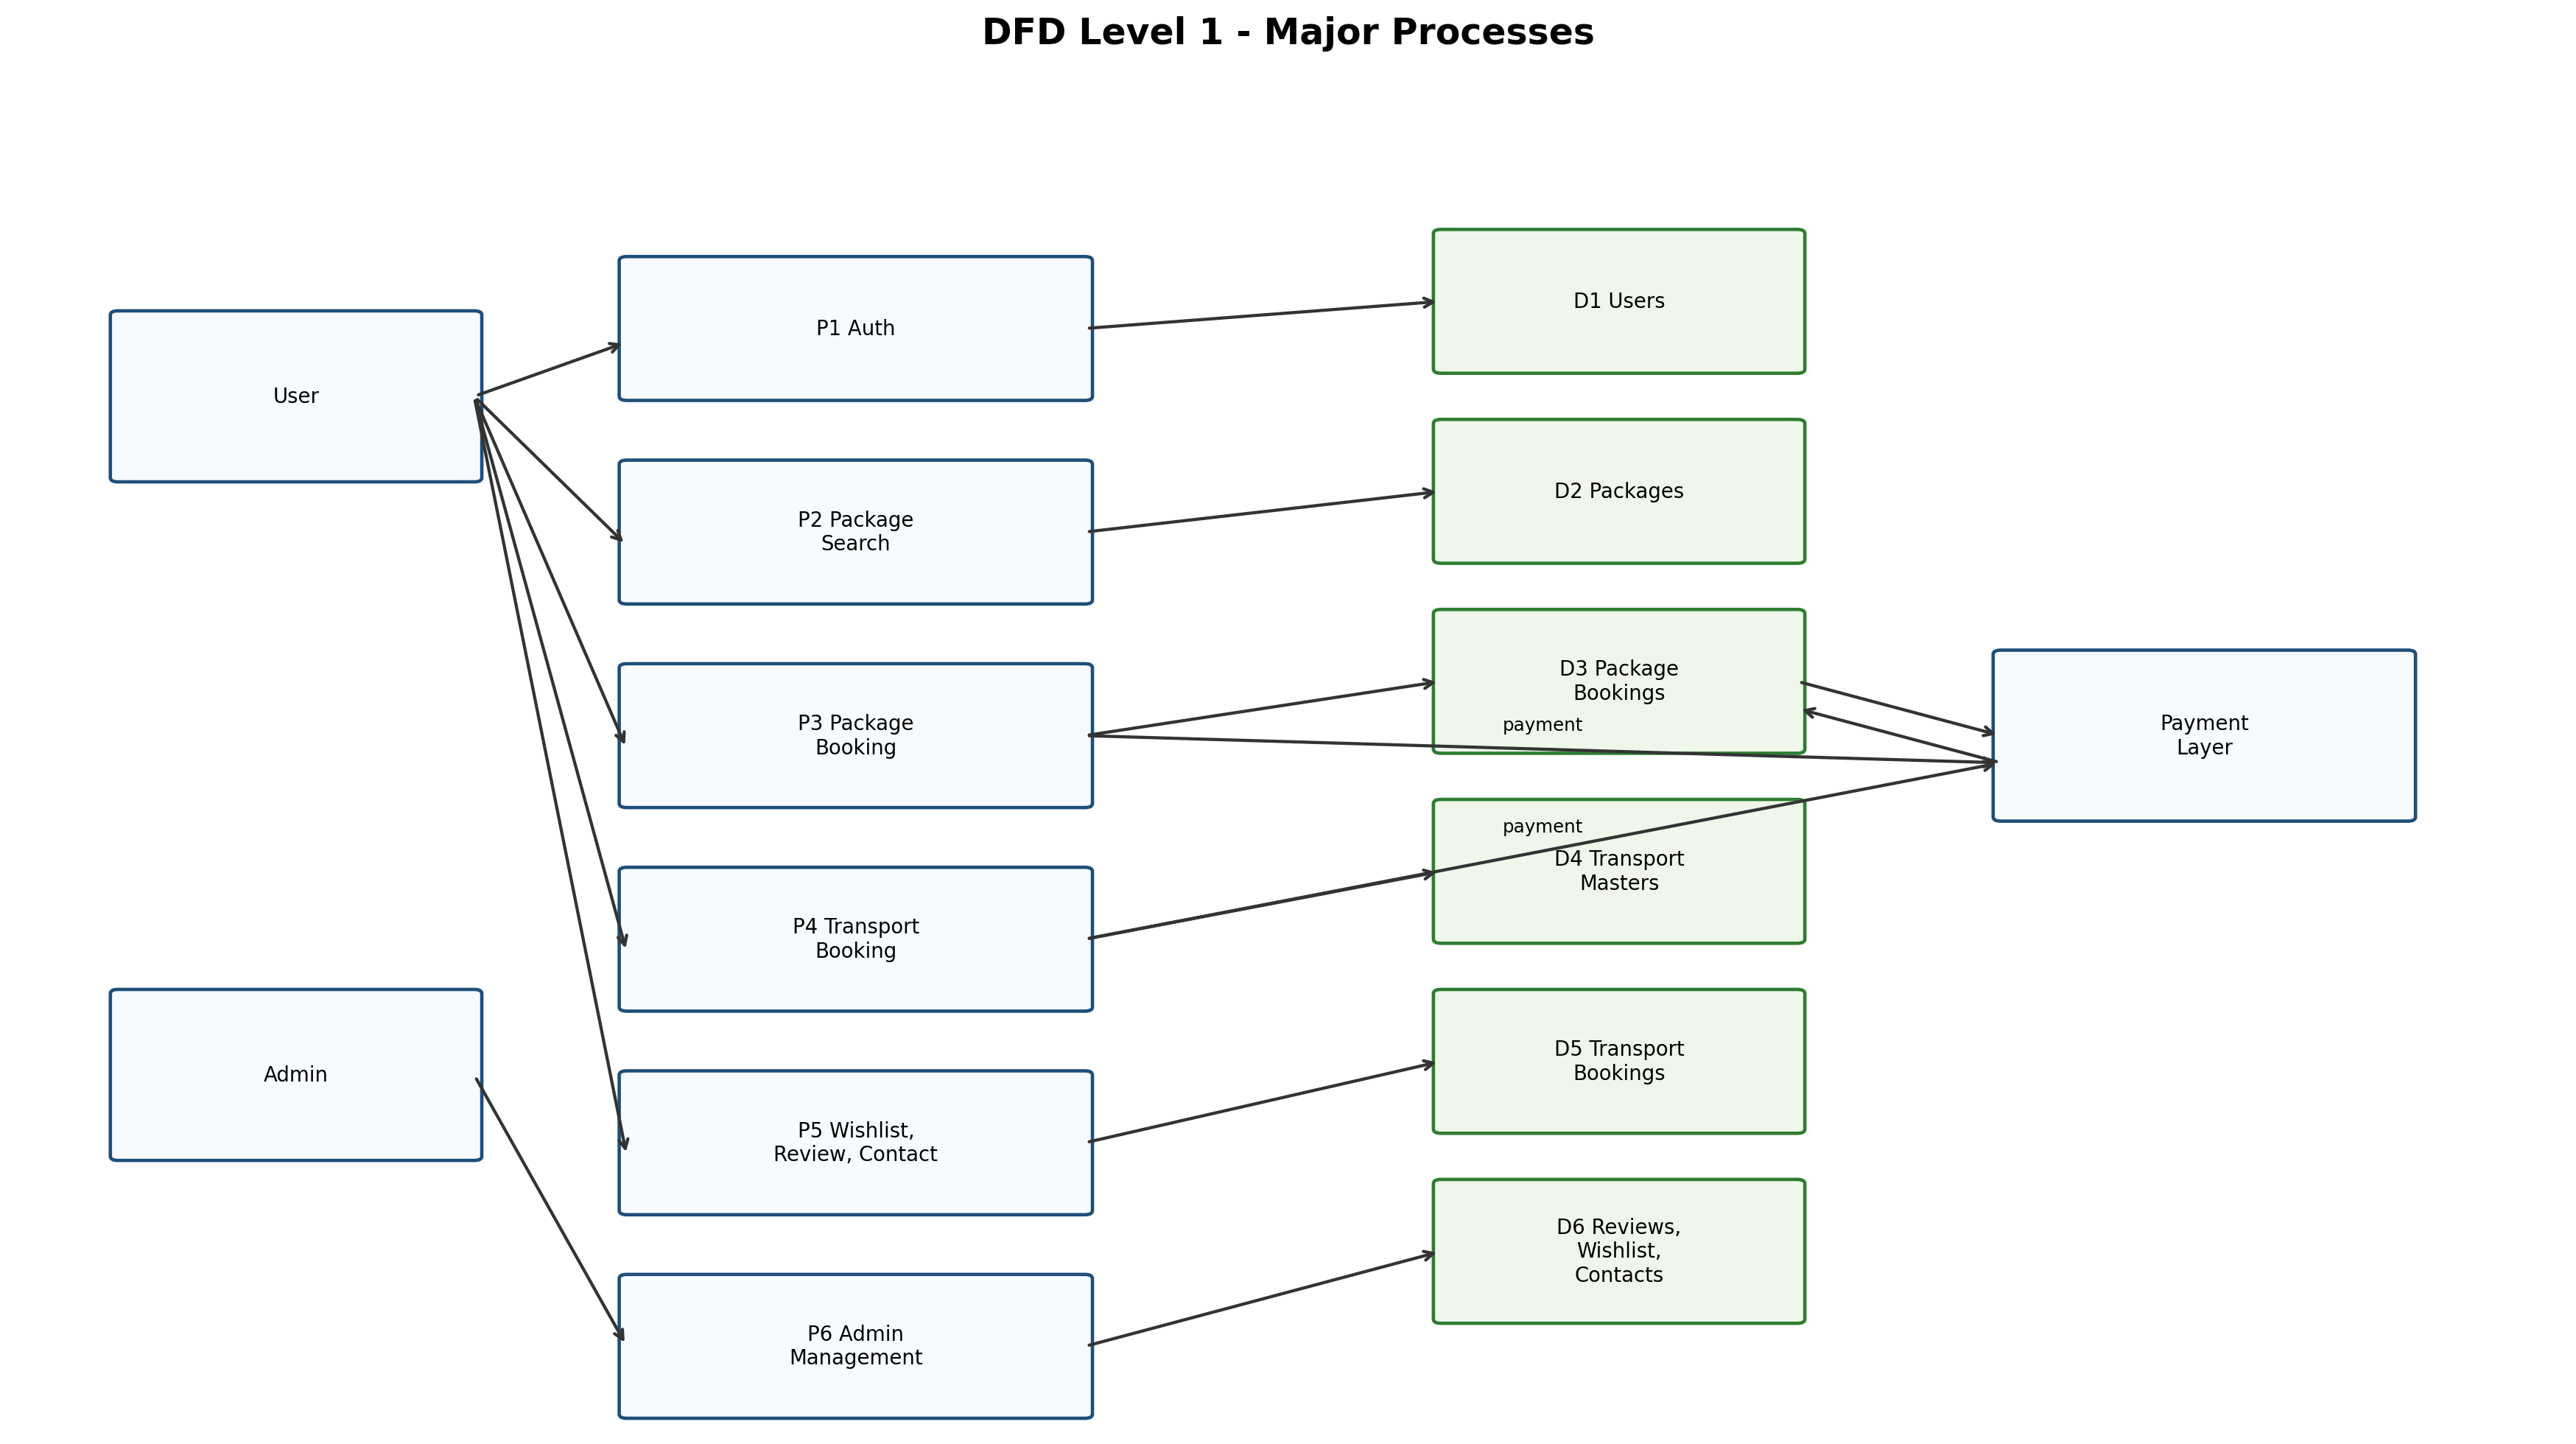 DFD Level 1 - Major Processes
User
Admin
P1 Auth
P2 Package
Search
P3 Package
Booking
P4 Transport
Booking
P5 Wishlist,
Review, Contact
P6 Admin
Management
D1 Users
D2 Packages
D3 Package
Bookings
payment
payment
D4 Transport
Masters
D5 Transport
Bookings
D6 Reviews,
Wishlist,
Contacts
Payment
Layer